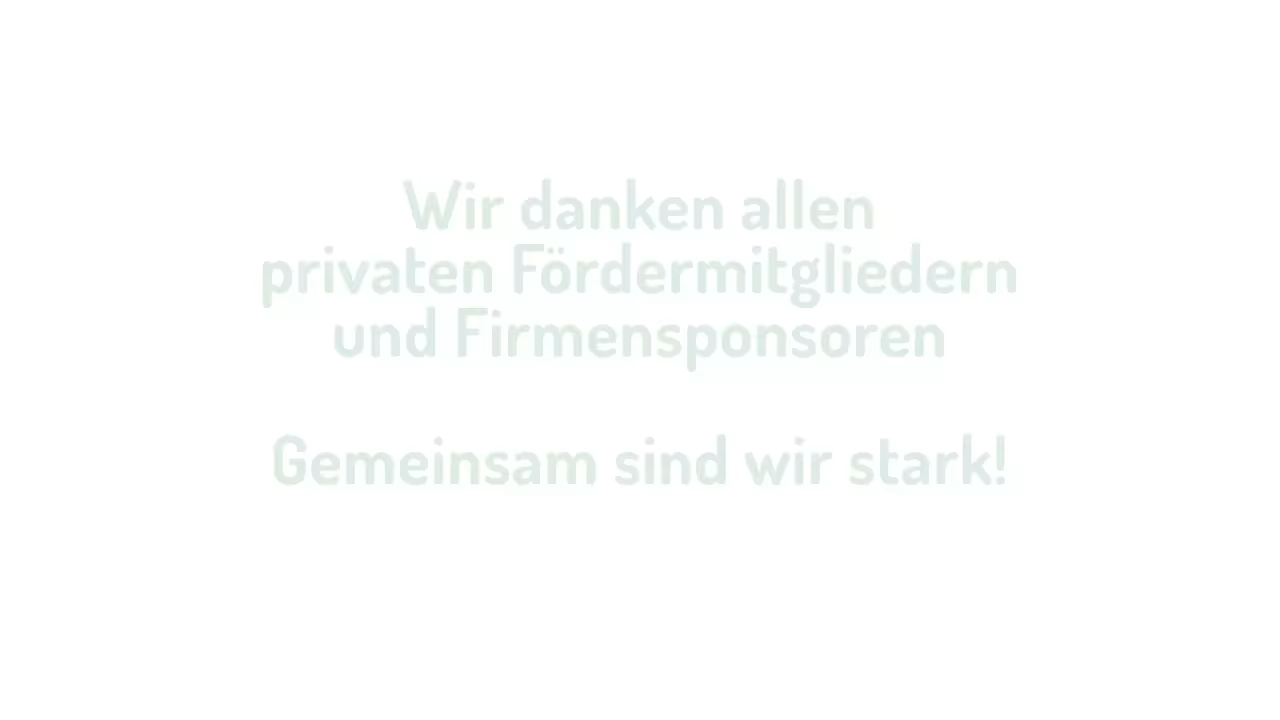 Wir danken allen
privaten Fördermitgliedern
und Firmensponsoren
Gemeinsam sind wir stark!